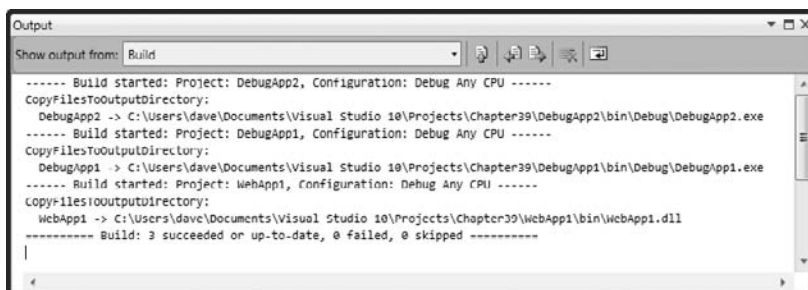 Output
Show output from: Build
------ Build started: Project: DebugApp2, Configuration: Debug Any CPU ------
CopyFilesToOutputDirectory:
DebugApp2 -> C:\Users\dave\Documents\Visual Studio 10\Projects\Chapter39\DebugApp2\bin\Debug\DebugApp2.exe
------ Build started: Project: DebugApp1, Configuration: Debug Any CPU ------
CopyFilesToOutputDirectory:
DebugApp1 -> C:\Users\dave\Documents\Visual Studio 10\Projects\Chapter39\DebugApp1\bin\Debug\DebugApp1.exe
------ Build started: Project: WebApp1, Configuration: Debug Any CPU ------
CopyFilesToOutputDirectory:
WebApp1 -> C:\Users\dave\Documents\Visual Studio 10\Projects\Chapter39\WebApp1\bin\WebApp1.dll
========== Build: 3 succeeded or up-to-date, 0 failed, 0 skipped ==========